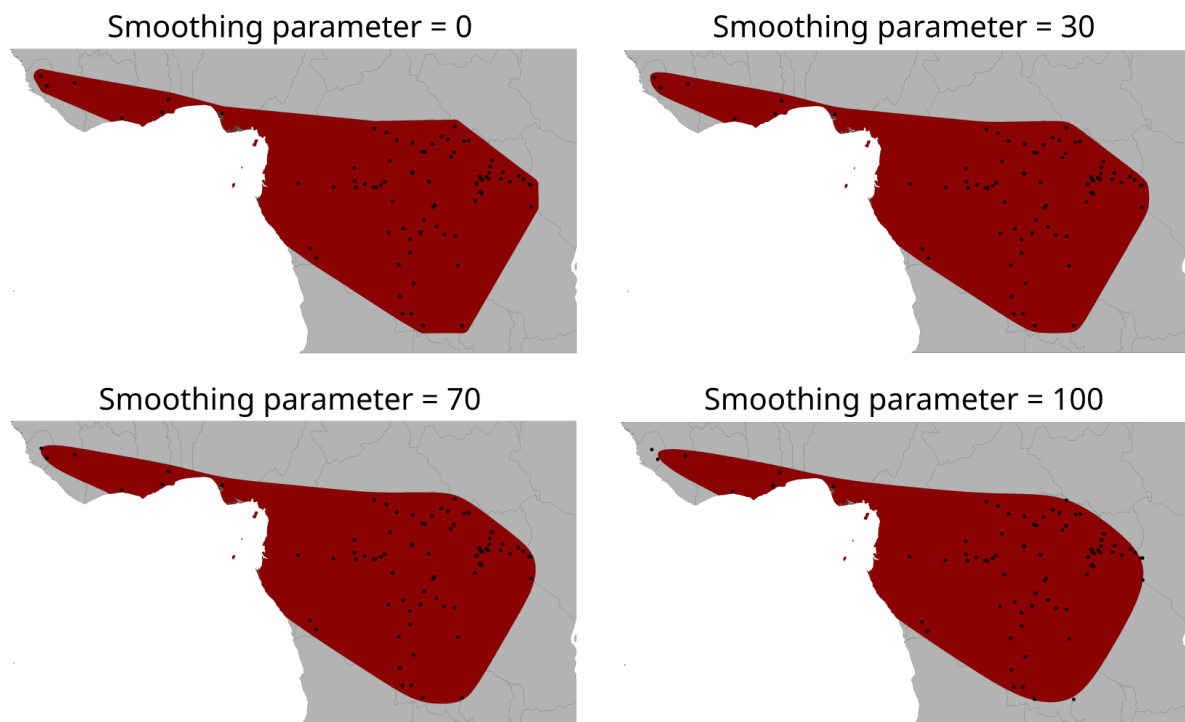 Smoothing parameter = 0
Smoothing parameter = 30
Smoothing parameter = 70
Smoothing parameter = 100